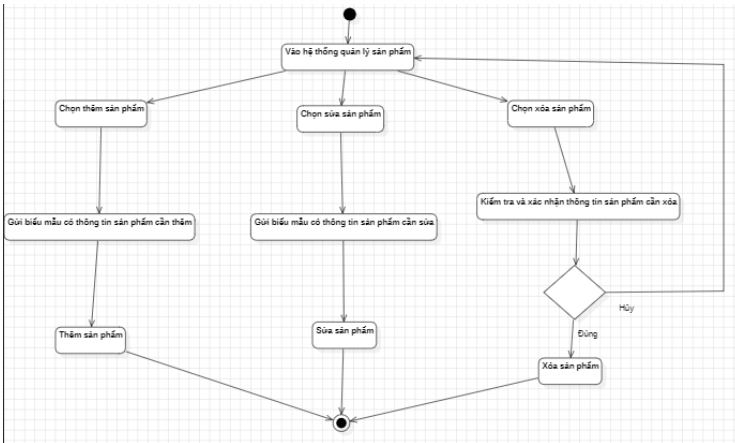 Vào hệ thống quản lý sản phẩm
Chọn thêm sản phẩm
Chọn sửa sản phẩm
Chọn xóa sản phẩm
Gửi biểu mẫu có thông tin sản phẩm cần thêm
Gửi biểu mẫu có thông tin sản phẩm cần sửa
Kiểm tra và xác nhận thông tin sản phẩm cần xóa
Hủy
Đúng
Thêm sản phẩm
Sửa sản phẩm
Xóa sản phẩm